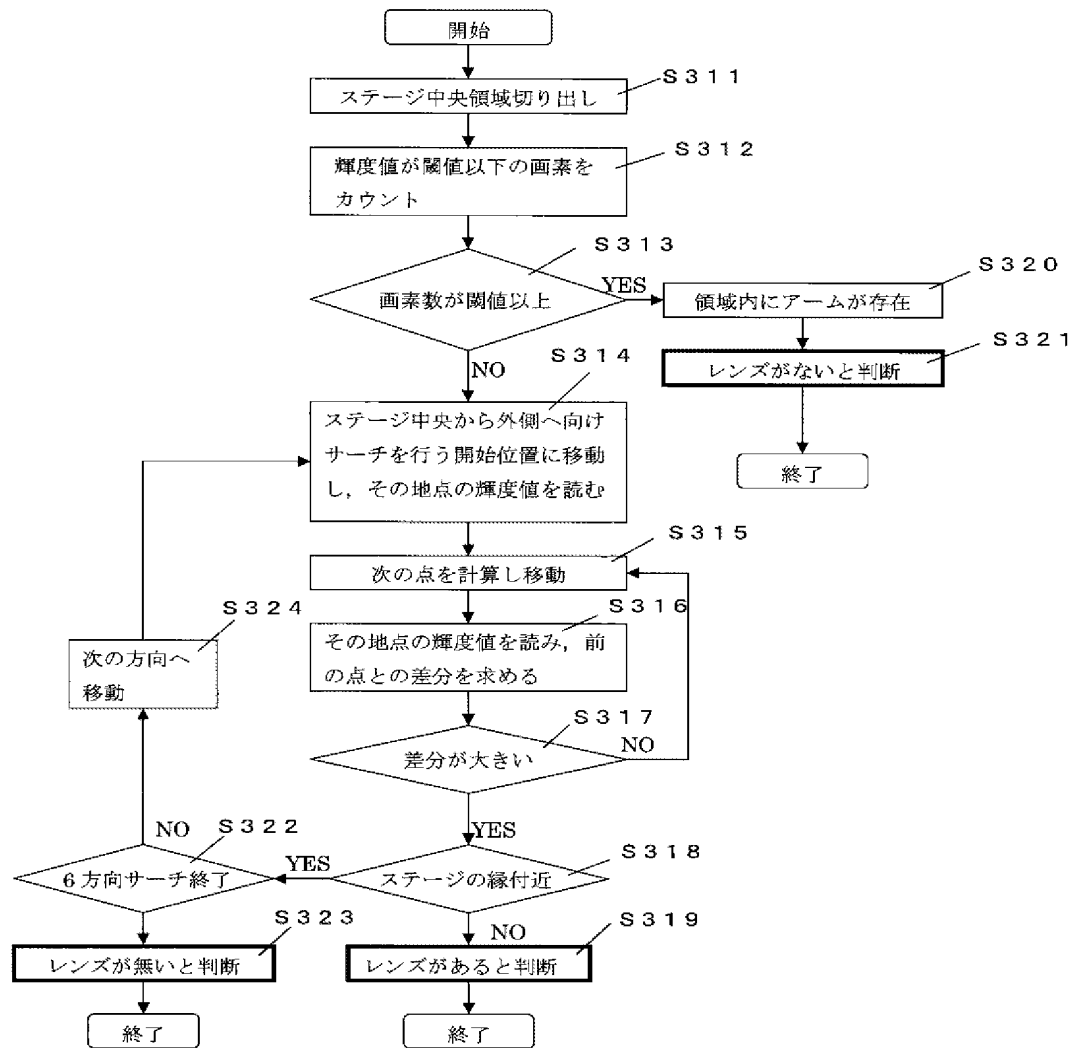 開始
S311
ステージ中央領域切り出し
S312
輝度値が閾値以下の画素を
カウント
S313
画素数が閾値以上
YES
S320
領域内にアームが存在
S321
レンズがないと判断
終了
NO
S314
ステージ中央から外側へ向け
サーチを行う開始位置に移動
し，その地点の輝度値を読む
S315
次の点を計算し移動
S316
その地点の輝度値を読み，前
の点との差分を求める
S317
差分が大きい
NO
YES
S318
ステージの縁付近
YES
NO
S319
レンズがあると判断
終了
S322
6方向サーチ終了
NO
S324
次の方向へ
移動
S323
レンズが無いと判断
終了